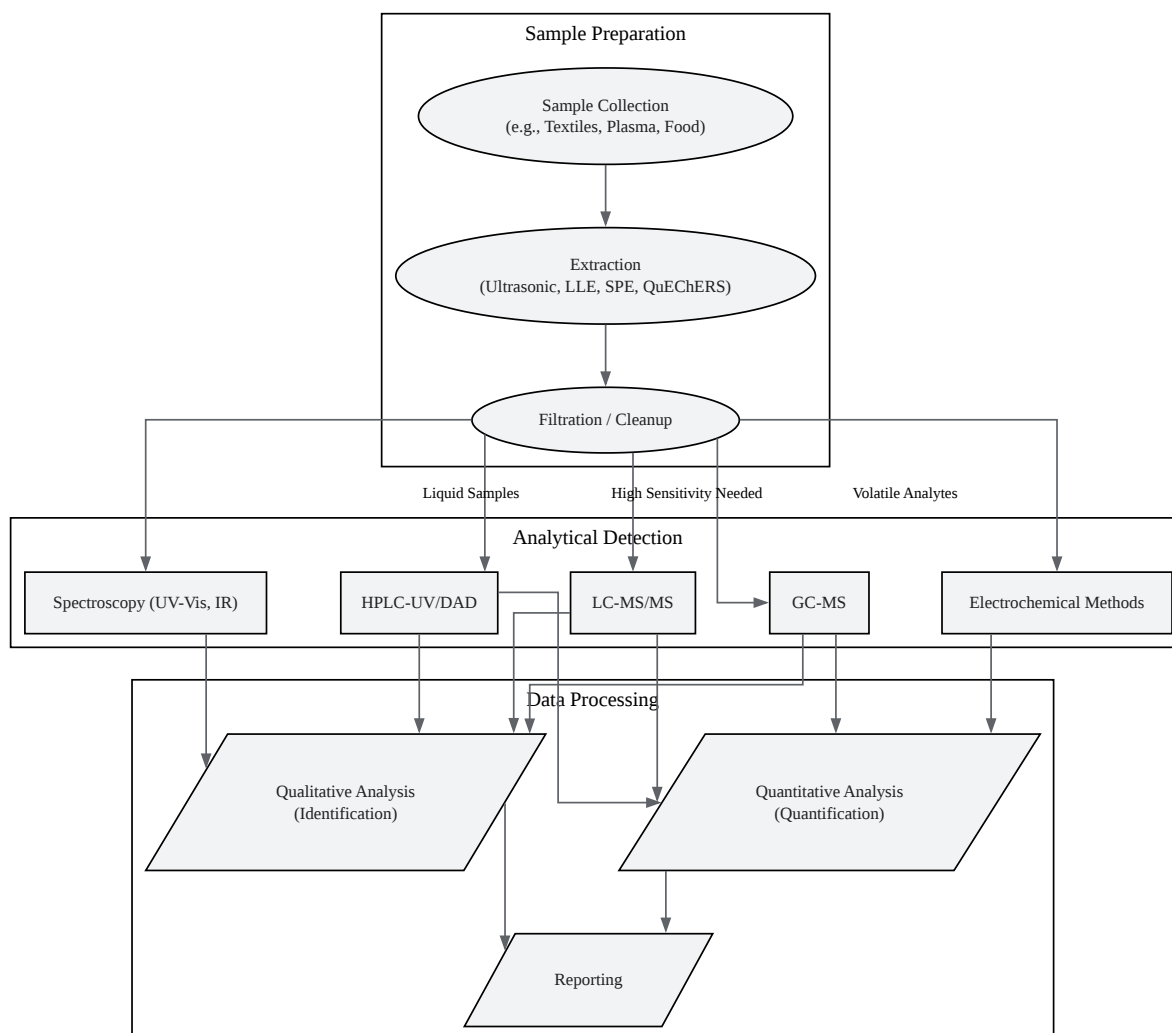 Sample Preparation
Sample Collection
(e.g., Textiles, Plasma, Food)
Extraction
(Ultrasonic, LLE, SPE, QuEChERS)
Filtration / Cleanup
Liquid Samples
High Sensitivity Needed
Volatile Analytes
Analytical Detection
Spectroscopy (UV-Vis, IR)
HPLC-UV/DAD
LC-MS/MS
GC-MS
Electrochemical Methods
Data Processing
Qualitative Analysis
(Identification)
Quantitative Analysis
(Quantification)
Reporting